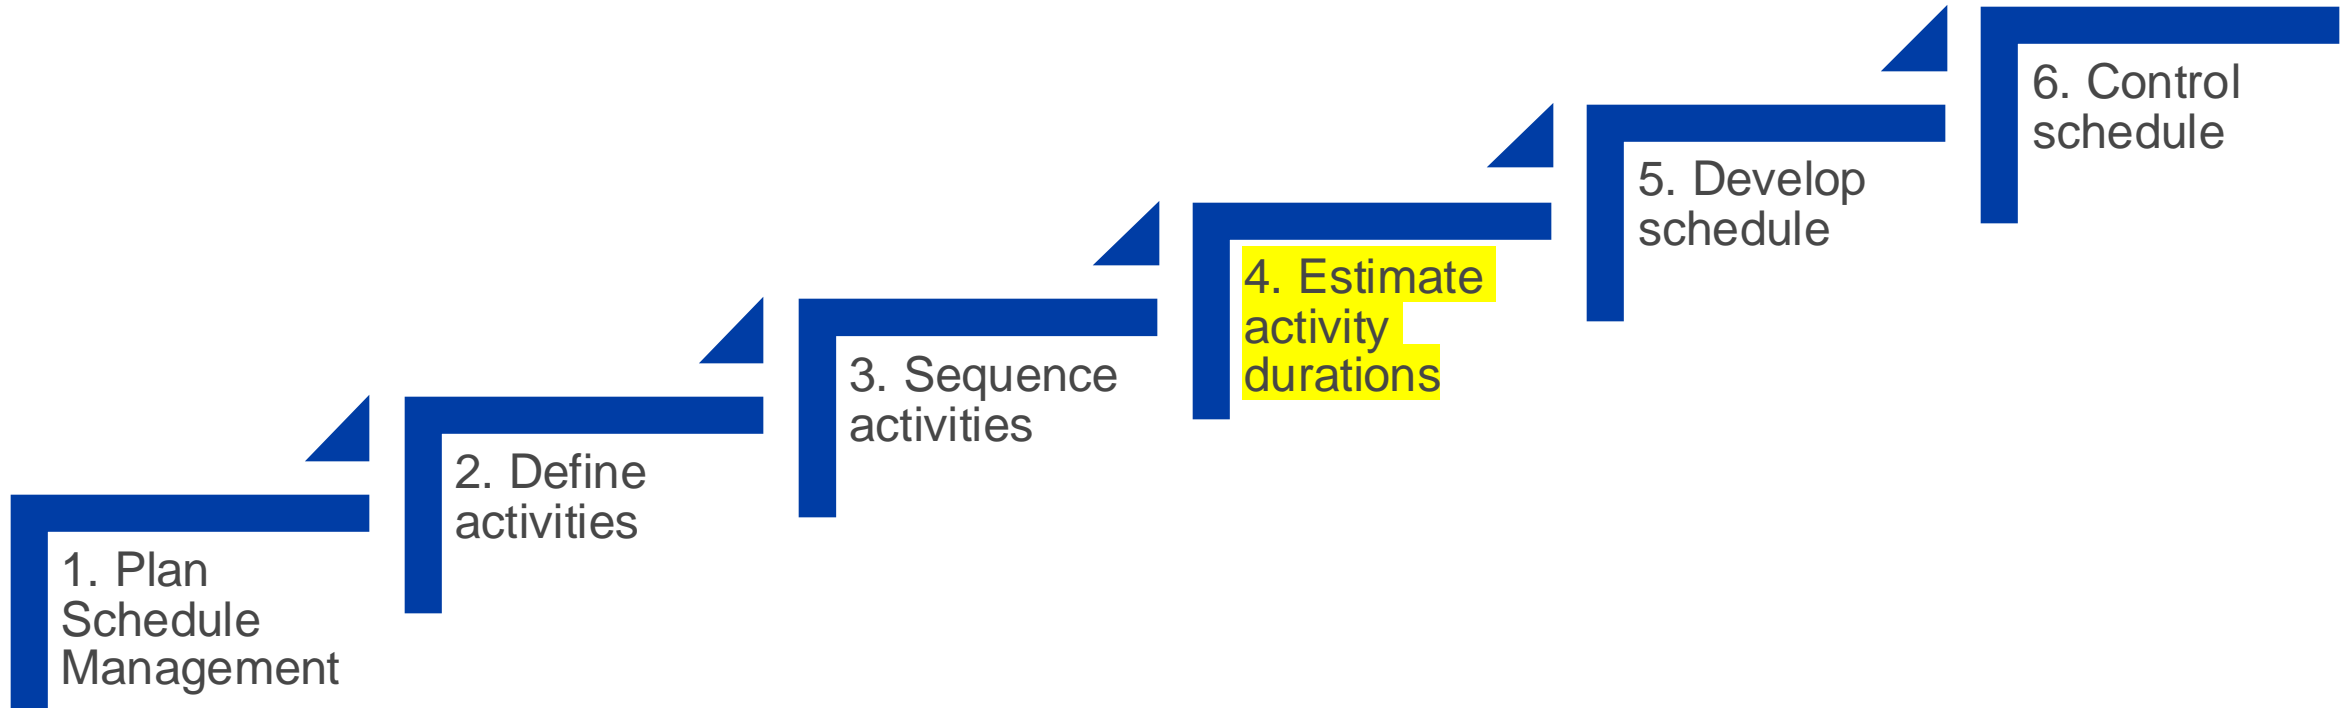 1. Plan
Schedule
Management
2. Define
activities
3. Sequence
activities
4. Estimate
activity
durations
5. Develop
schedule
6. Control
schedule